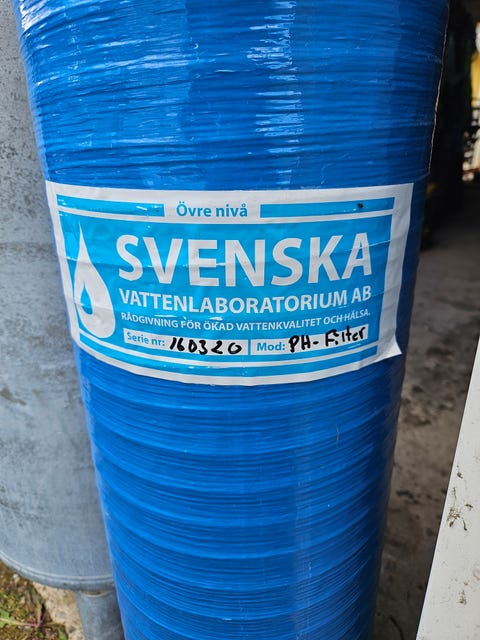 Övre nivå
SVENSKA
VATTENLABORATORIUM AB
RÅDGIVNING FÖR ÖKAD VATTENKVALITET OCH HÄLSA.
Serie nr: 160320 Mod: PH-Filter